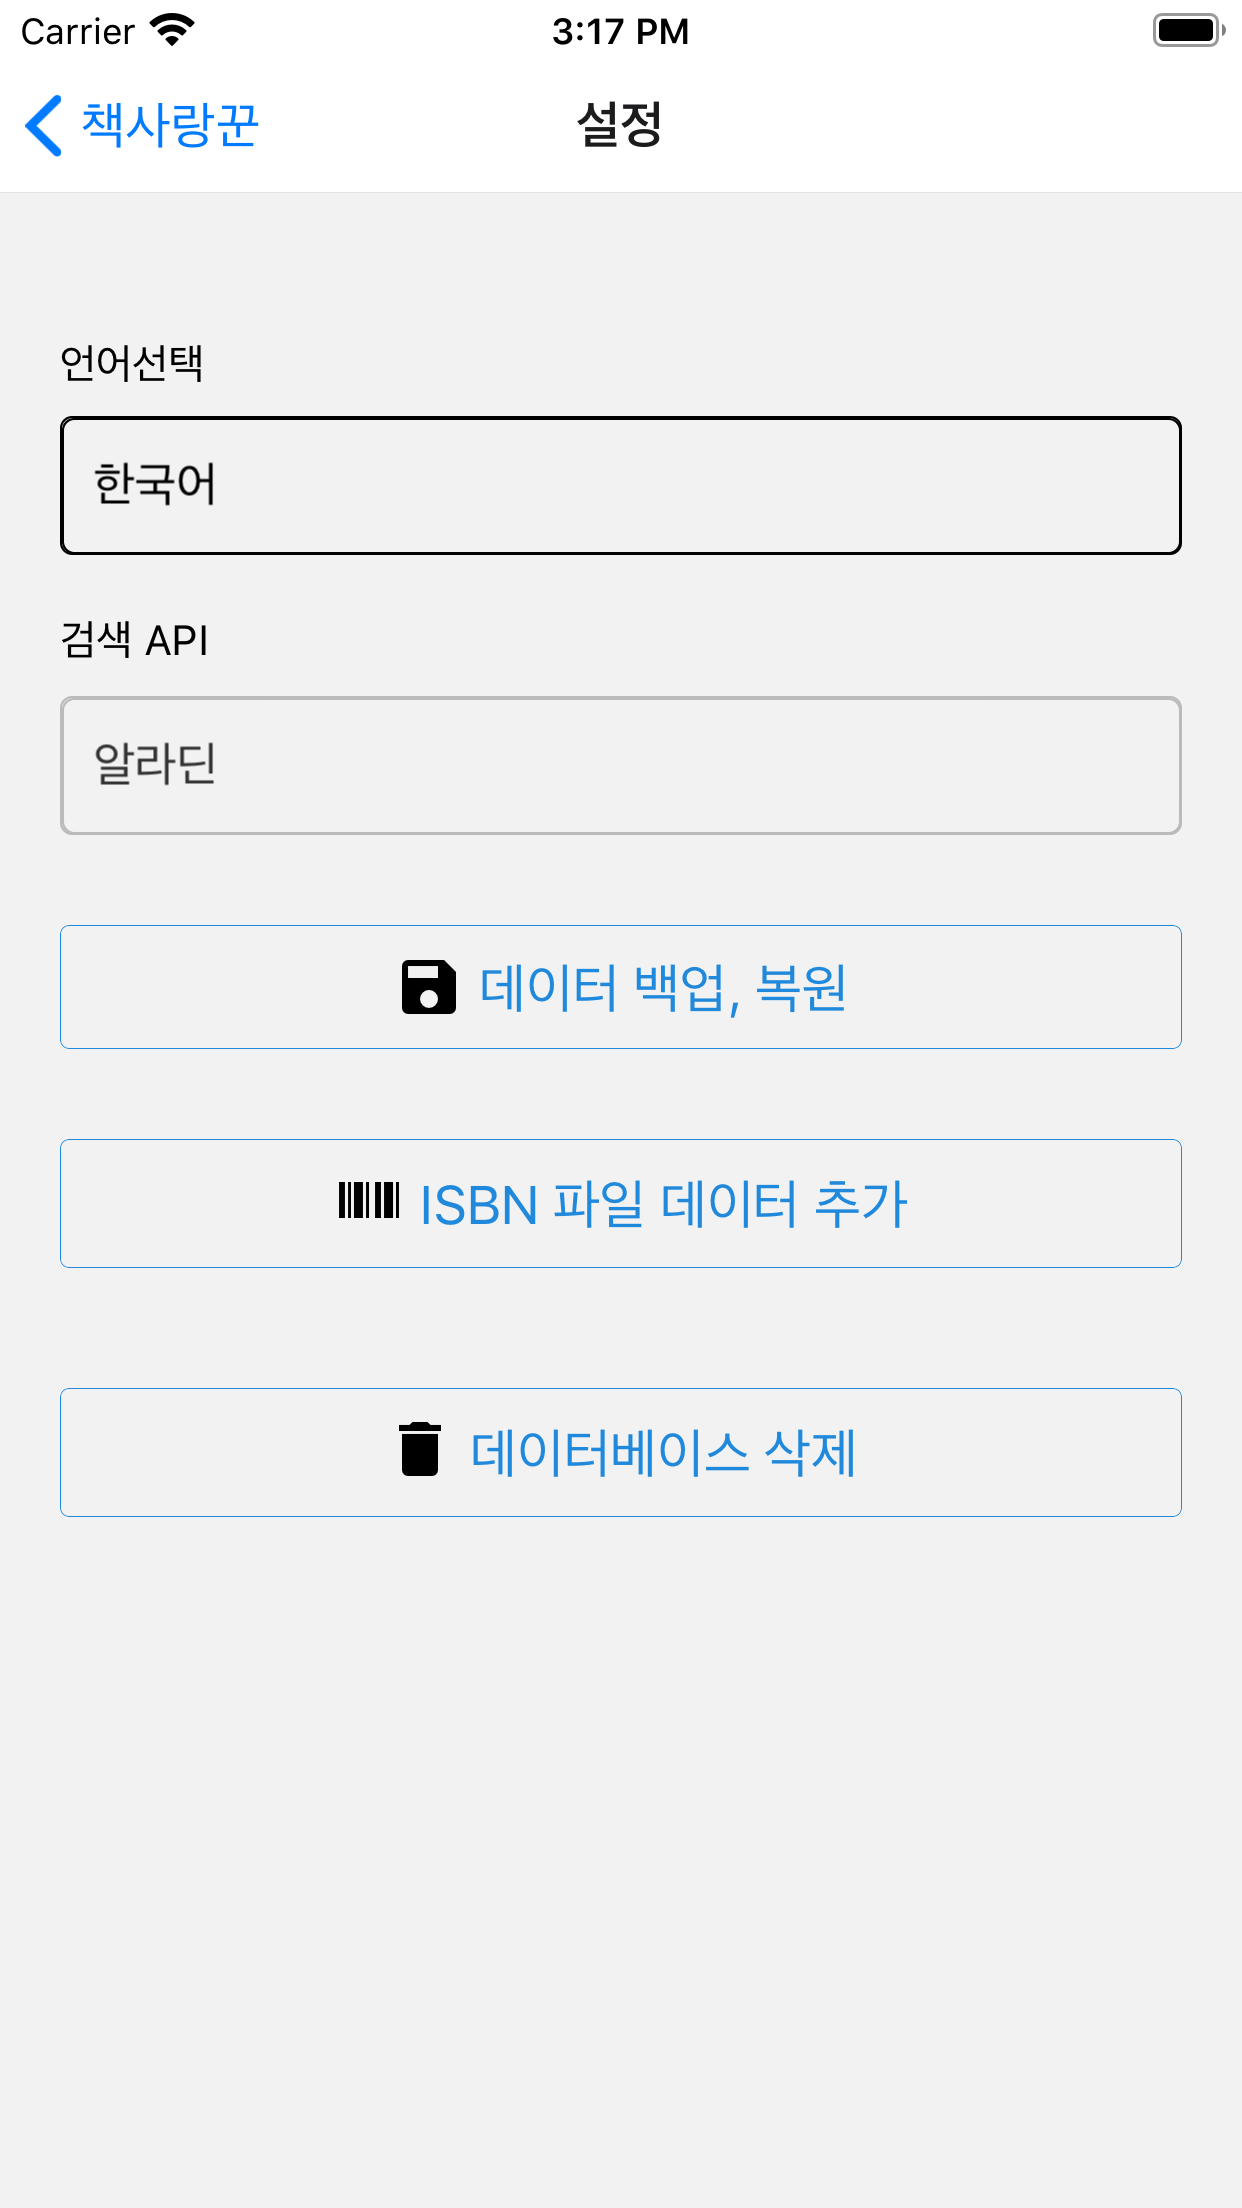 Carrier 3:17 PM
책사랑꾼 설정
언어선택
한국어
검색 API
알라딘
데이터 백업, 복원
ISBN 파일 데이터 추가
데이터베이스 삭제